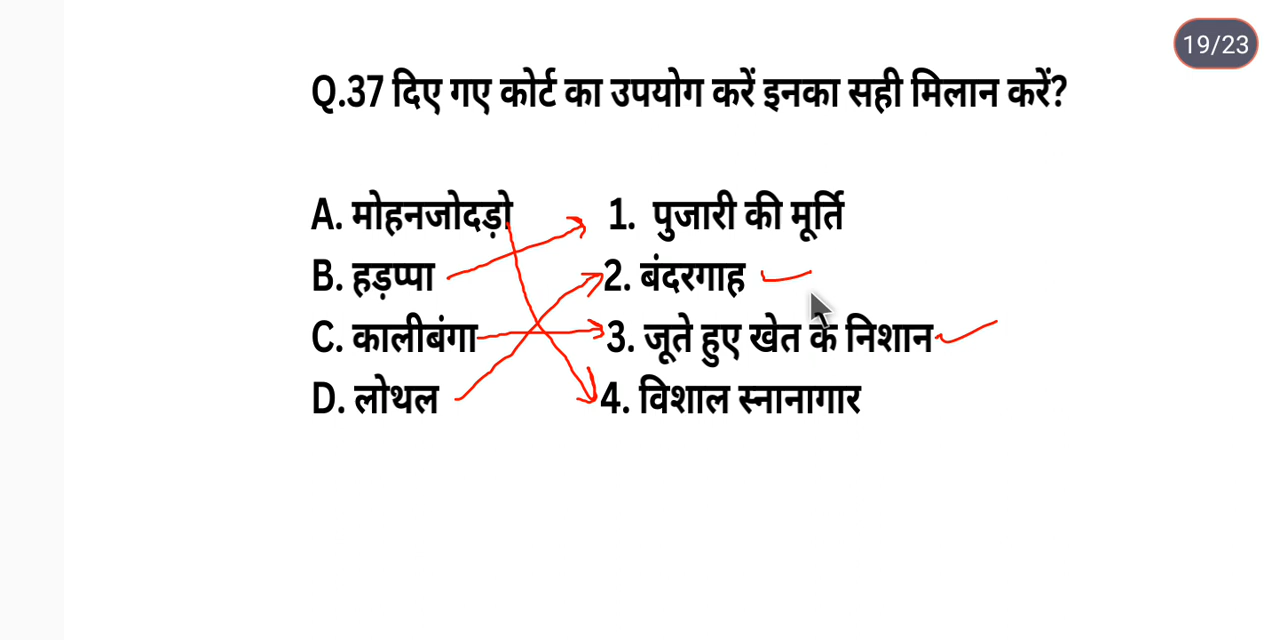 19/23
Q.37 दिए गए कोर्ट का उपयोग करें इनका सही मिलान करें?
A. मोहनजोदड़ो 1. पुजारी की मूर्ति
B. हड़प्पा 2. बंदरगाह
C. कालीबंगा 3. जूते हुए खेत के निशान
D. लोथल 4. विशाल स्नानागार